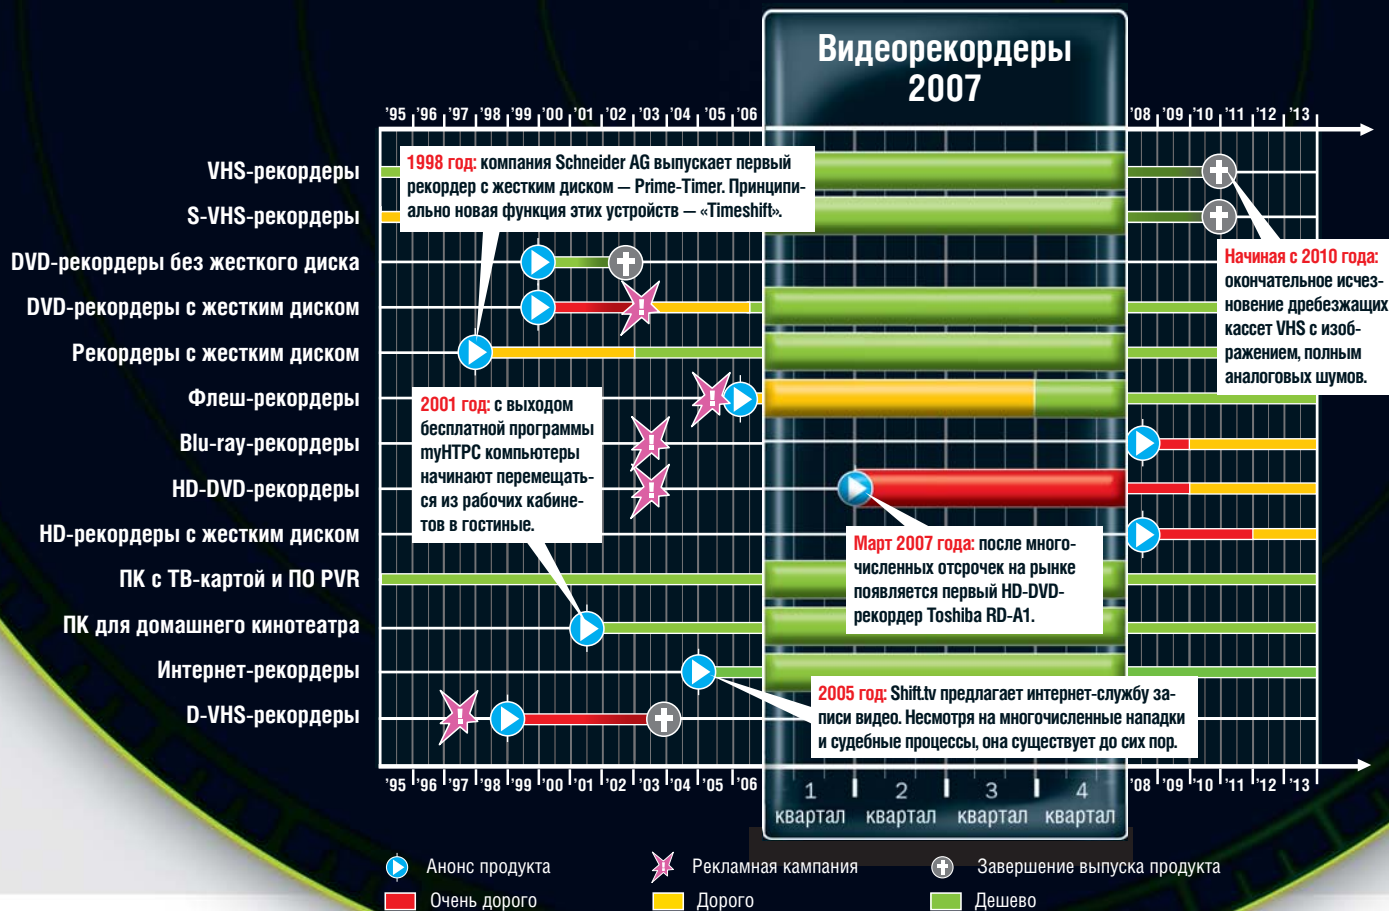 Видеорекордеры
2007
'95 '96 '97 '98 '99 '00 '01 '02 '03 '04 '05 '06
'08 '09 '10 '11 '12 '13
VHS-рекордеры
S-VHS-рекордеры
DVD-рекордеры без жесткого диска
DVD-рекордеры с жестким диском
Рекордеры с жестким диском
Флеш-рекордеры
Blu-ray-рекордеры
HD-DVD-рекордеры
HD-рекордеры с жестким диском
ПК с ТВ-картой и ПО PVR
ПК для домашнего кинотеатра
Интернет-рекордеры
D-VHS-рекордеры
1998 год: компания Schneider AG выпускает первый
рекордер с жестким диском — Prime-Timer. Принципи-
ально новая функция этих устройств — «Timeshift».
Начиная с 2010 года:
окончательное исчез-
новение дребезжащих
кассет VHS с изоб-
ражением, полным
аналоговых шумов.
2001 год: с выходом
бесплатной программы
myHTPC компьютеры
начинают перемещать-
ся из рабочих кабине-
тов в гостиные.
Март 2007 года: после много-
численных отсрочек на рынке
появляется первый HD-DVD-
рекордер Toshiba RD-A1.
2005 год: Shift.tv предлагает интернет-службу за-
писи видео. Несмотря на многочисленные нападки
и судебные процессы, она существует до сих пор.
'95 '96 '97 '98 '99 '00 '01 '02 '03 '04 '05 '06
1 2 3 4
квартал квартал квартал квартал
'08 '09 '10 '11 '12 '13
Анонс продукта
Рекламная кампания
Завершение выпуска продукта
Очень дорого
Дорого
Дешево